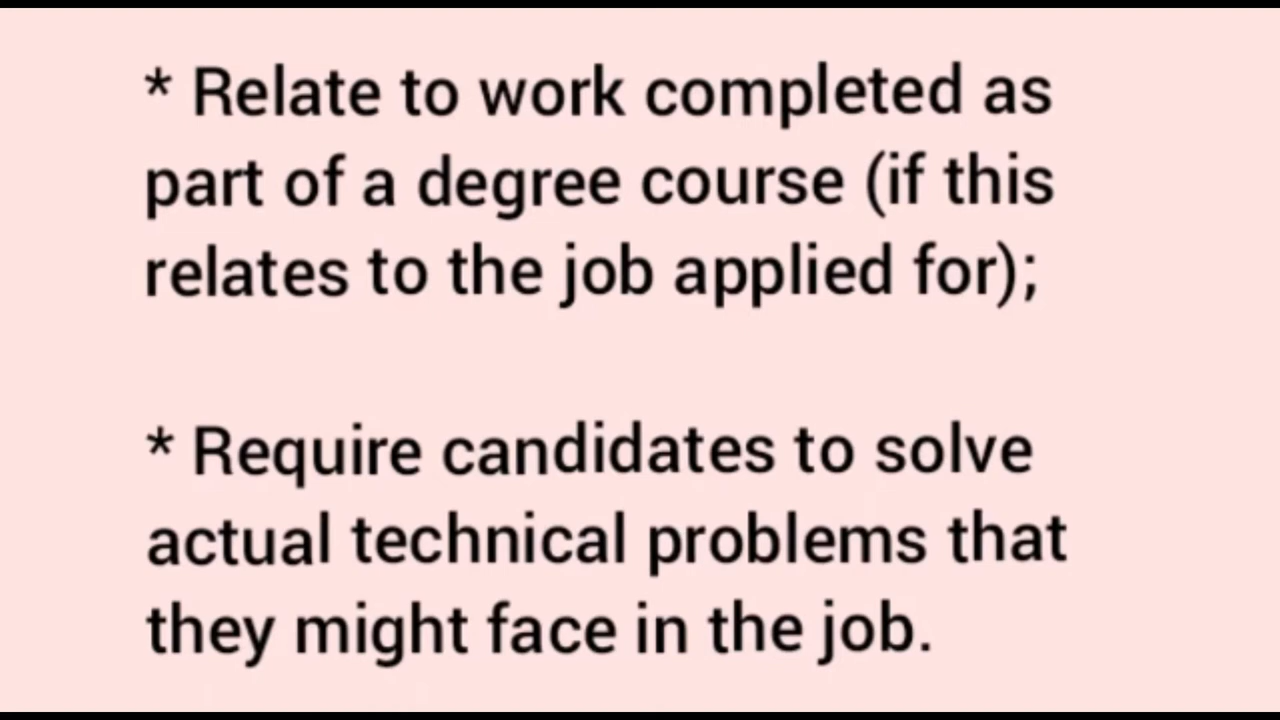 * Relate to work completed as
part of a degree course (if this
relates to the job applied for);
* Require candidates to solve
actual technical problems that
they might face in the job.